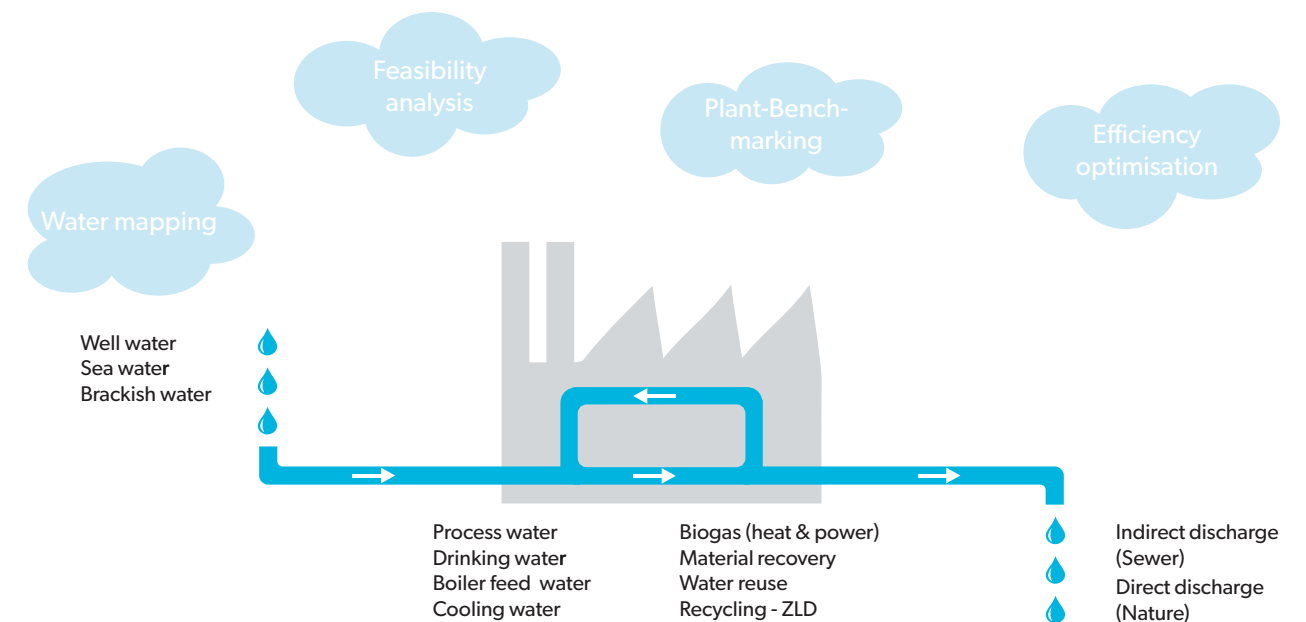 Feasibility
analysis
Plant-Bench-
marking
Efficiency
optimisation
Water mapping
Well water
Sea water
Brackish water
Process water
Drinking water
Boiler feed water
Cooling water
Biogas (heat & power)
Material recovery
Water reuse
Recycling - ZLD
Indirect discharge
(Sewer)
Direct discharge
(Nature)